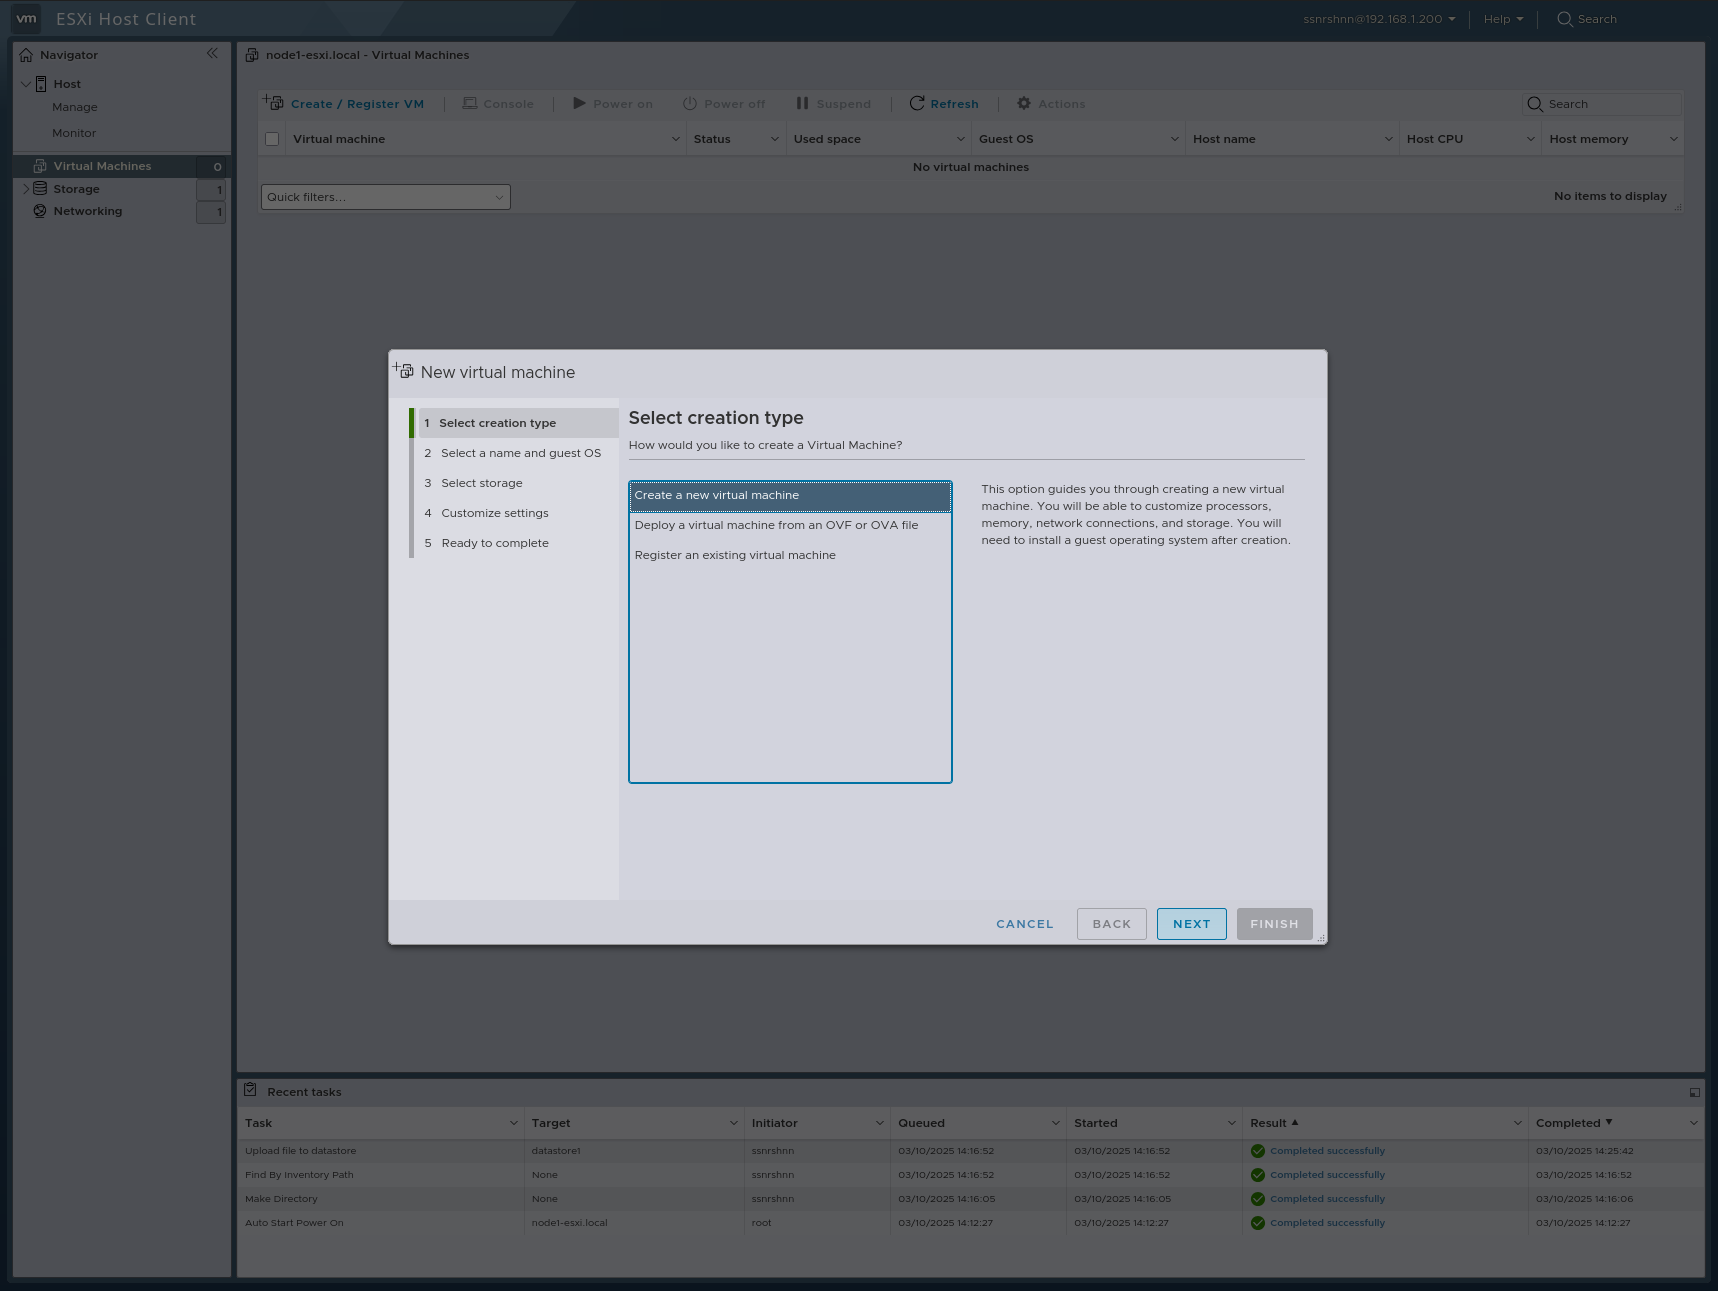 vm ESXi Host Client ssnrshnn@192.168.1.200 Help Search
Navigator
Host
Manage
Monitor
Virtual Machines 0
Storage 1
Networking 1
node1-esxi.local - Virtual Machines
Create / Register VM Console Power on Power off Suspend Refresh Actions Search
Virtual machine Status Used space Guest OS Host name Host CPU Host memory
No virtual machines
Quick filters... No items to display
New virtual machine
1 Select creation type
2 Select a name and guest OS
3 Select storage
4 Customize settings
5 Ready to complete
Select creation type
How would you like to create a Virtual Machine?
Create a new virtual machine
Deploy a virtual machine from an OVF or OVA file
Register an existing virtual machine
This option guides you through creating a new virtual
machine. You will be able to customize processors,
memory, network connections, and storage. You will
need to install a guest operating system after creation.
CANCEL BACK NEXT FINISH
Recent tasks
Task Target Initiator Queued Started Result Completed
Upload file to datastore datastore1 ssnrshnn 03/10/2025 14:16:52 03/10/2025 14:16:52 Completed successfully 03/10/2025 14:25:42
Find By Inventory Path None ssnrshnn 03/10/2025 14:16:52 03/10/2025 14:16:52 Completed successfully 03/10/2025 14:16:52
Make Directory None ssnrshnn 03/10/2025 14:16:05 03/10/2025 14:16:05 Completed successfully 03/10/2025 14:16:06
Auto Start Power On node1-esxi.local root 03/10/2025 14:12:27 03/10/2025 14:12:27 Completed successfully 03/10/2025 14:12:27